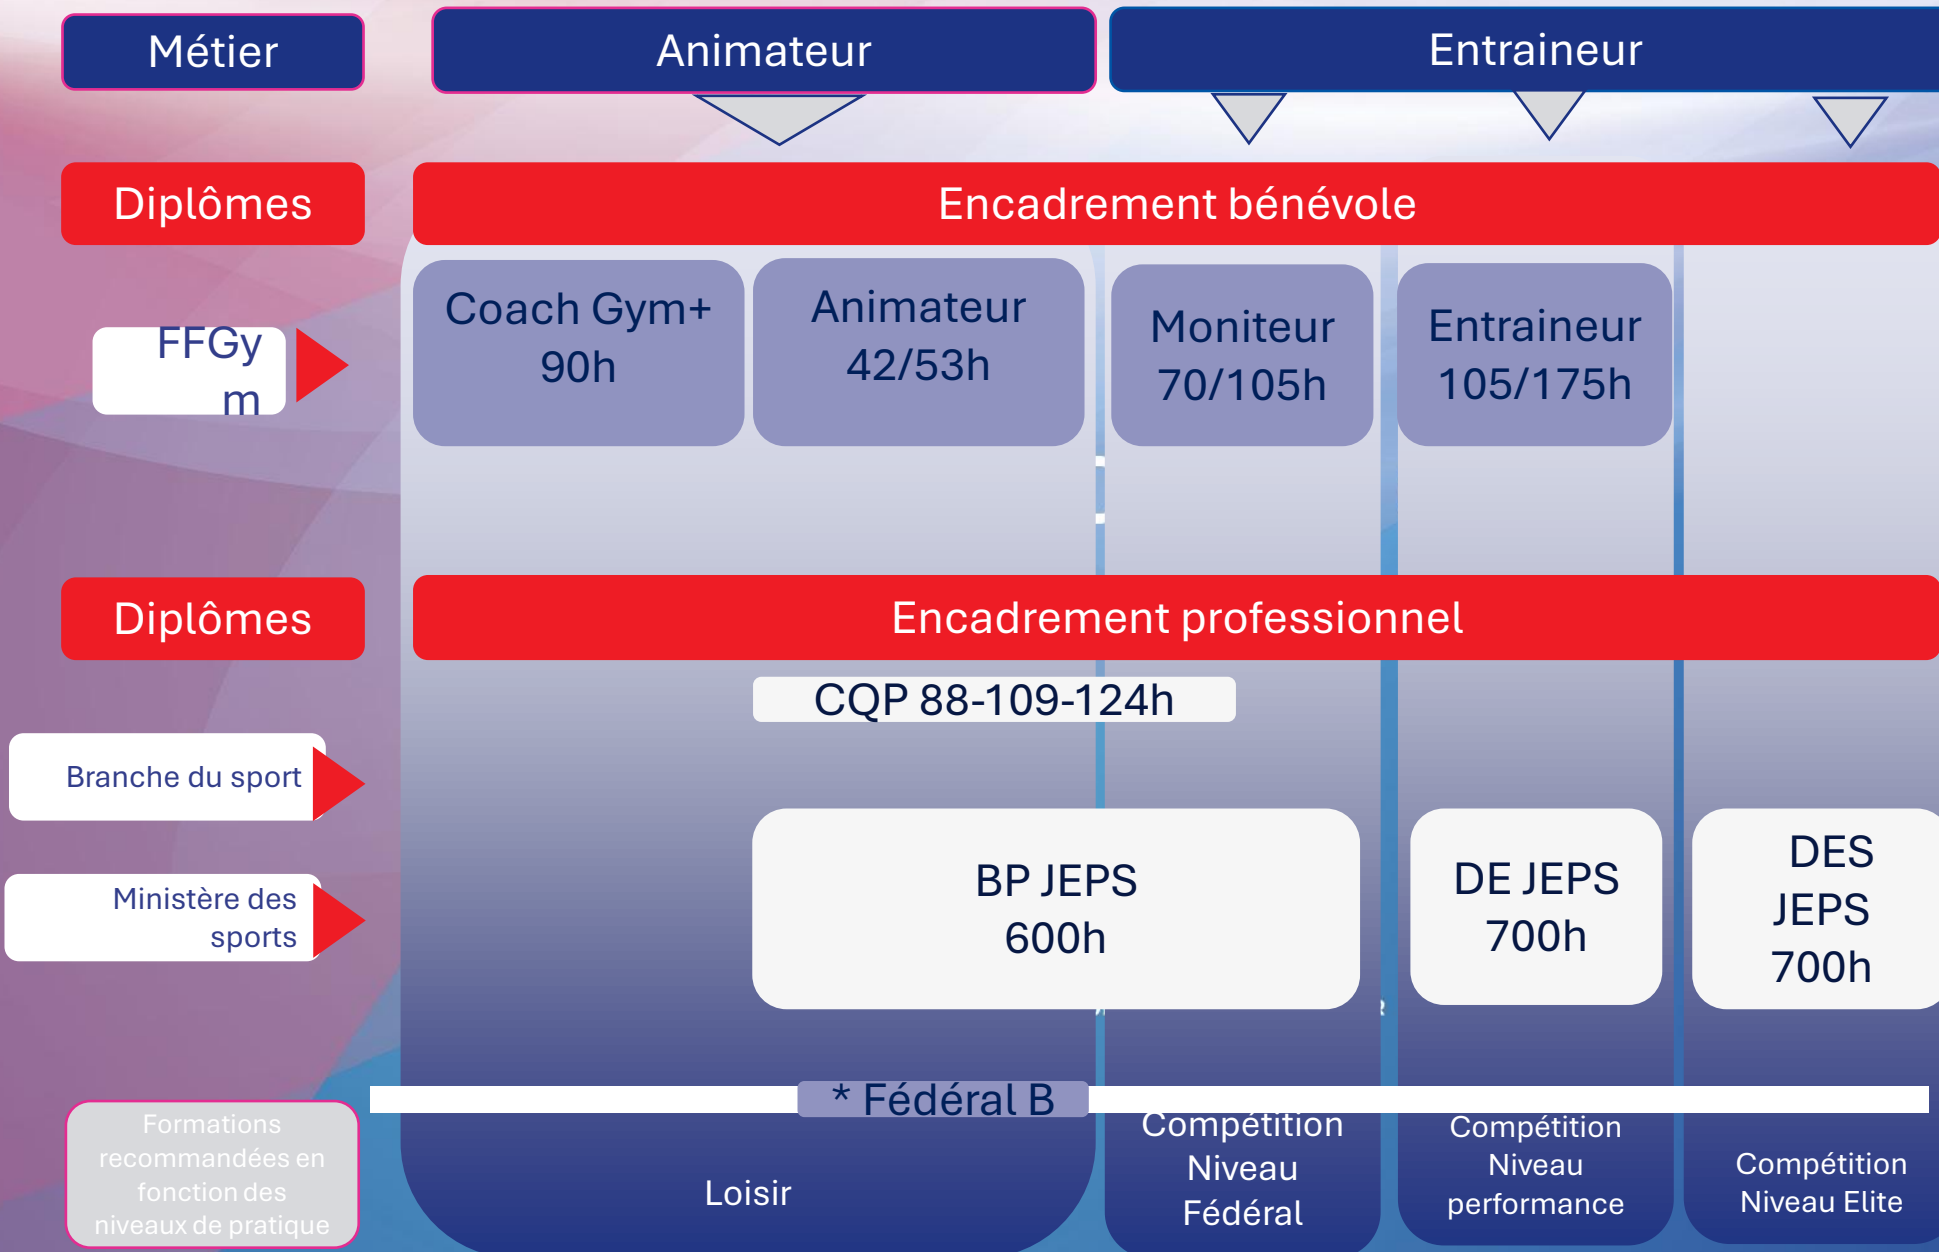 Métier
Animateur
Entraineur
Diplômes
Encadrement bénévole
FFGy
m
Coach Gym+
90h
Animateur
42/53h
Moniteur
70/105h
Entraineur
105/175h
Diplômes
Encadrement professionnel
CQP 88-109-124h
Branche du sport
Ministère des
sports
BP JEPS
600h
DE JEPS
700h
DES
JEPS
700h
* Fédéral B
Formations
recommandées en
fonction des
niveaux de pratique
Loisir
Compétition
Niveau
Fédéral
Compétition
Niveau
performance
Compétition
Niveau Elite